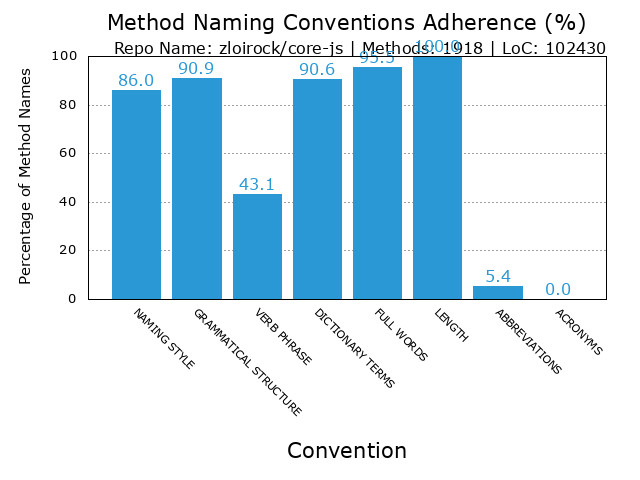 Method Naming Conventions Adherence (%)
Repo Name: zloirock/core-js | Methods: 1918 | LoC: 102430
Percentage of Method Names
100
80
60
40
20
0
86.0
90.9
43.1
90.6
95.5
100.0
5.4
0.0
NAMING STYLE
GRAMMATICAL STRUCTURE
VERB PHRASE
DICTIONARY TERMS
FULL WORDS
LENGTH
ABBREVIATIONS
ACRONYMS
Convention